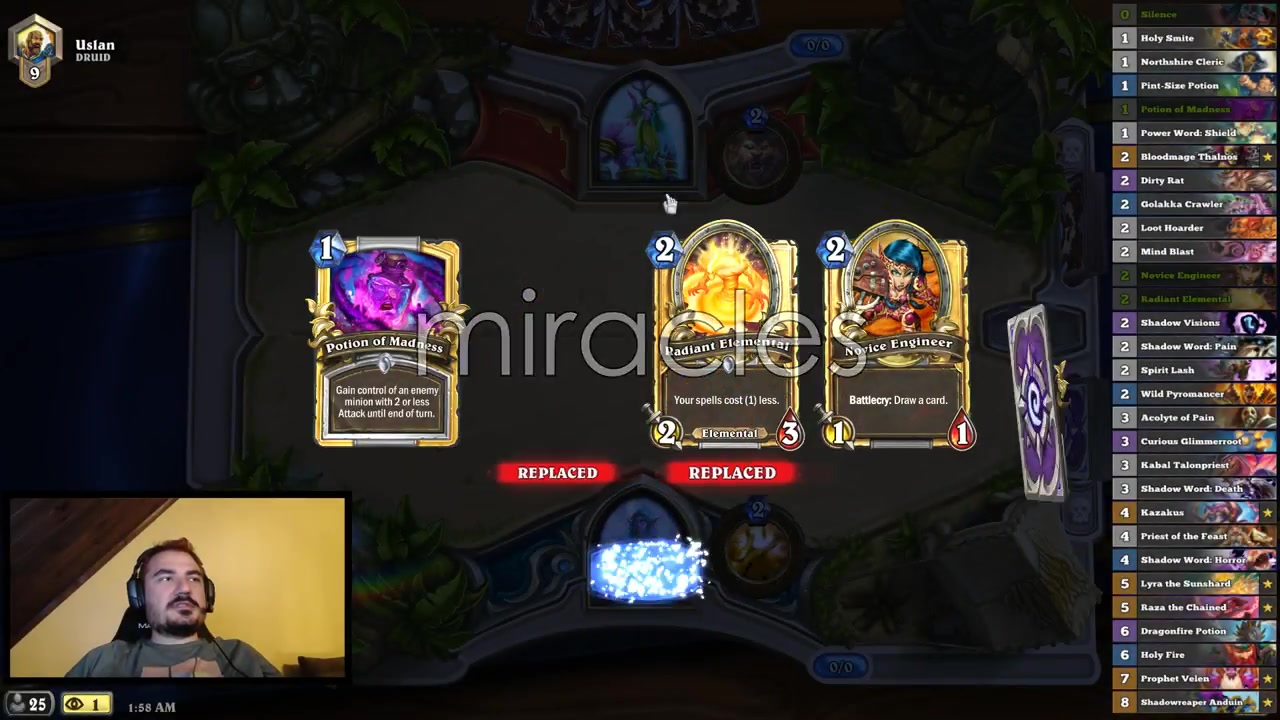 Uslan
DRUID
9
0/0
2
1
Potion of Madness
Gain control of an enemy
minion with 2 or less
Attack until end of turn.
2
Radiant Elemental
Your spells cost (1) less.
2
Elemental
3
2
Novice Engineer
Battlecry: Draw a card.
1
1
miracles
REPLACED
REPLACED
2
0/0
25
1
1:58 AM
0 Silence
1 Holy Smite
1 Northshire Cleric
1 Pint-Size Potion
1 Potion of Madness
1 Power Word: Shield
2 Bloodmage Thalnos
2 Dirty Rat
2 Golakka Crawler
2 Loot Hoarder
2 Mind Blast
2 Novice Engineer
2 Radiant Elemental
2 Shadow Visions
2 Shadow Word: Pain
2 Spirit Lash
2 Wild Pyromancer
3 Acolyte of Pain
3 Curious Glimmerroot
3 Kabal Talonpriest
3 Shadow Word: Death
4 Kazakus
4 Priest of the Feast
4 Shadow Word: Horror
5 Lyra the Sunshard
5 Raza the Chained
6 Dragonfire Potion
6 Holy Fire
7 Prophet Velen
8 Shadowreaper Anduin